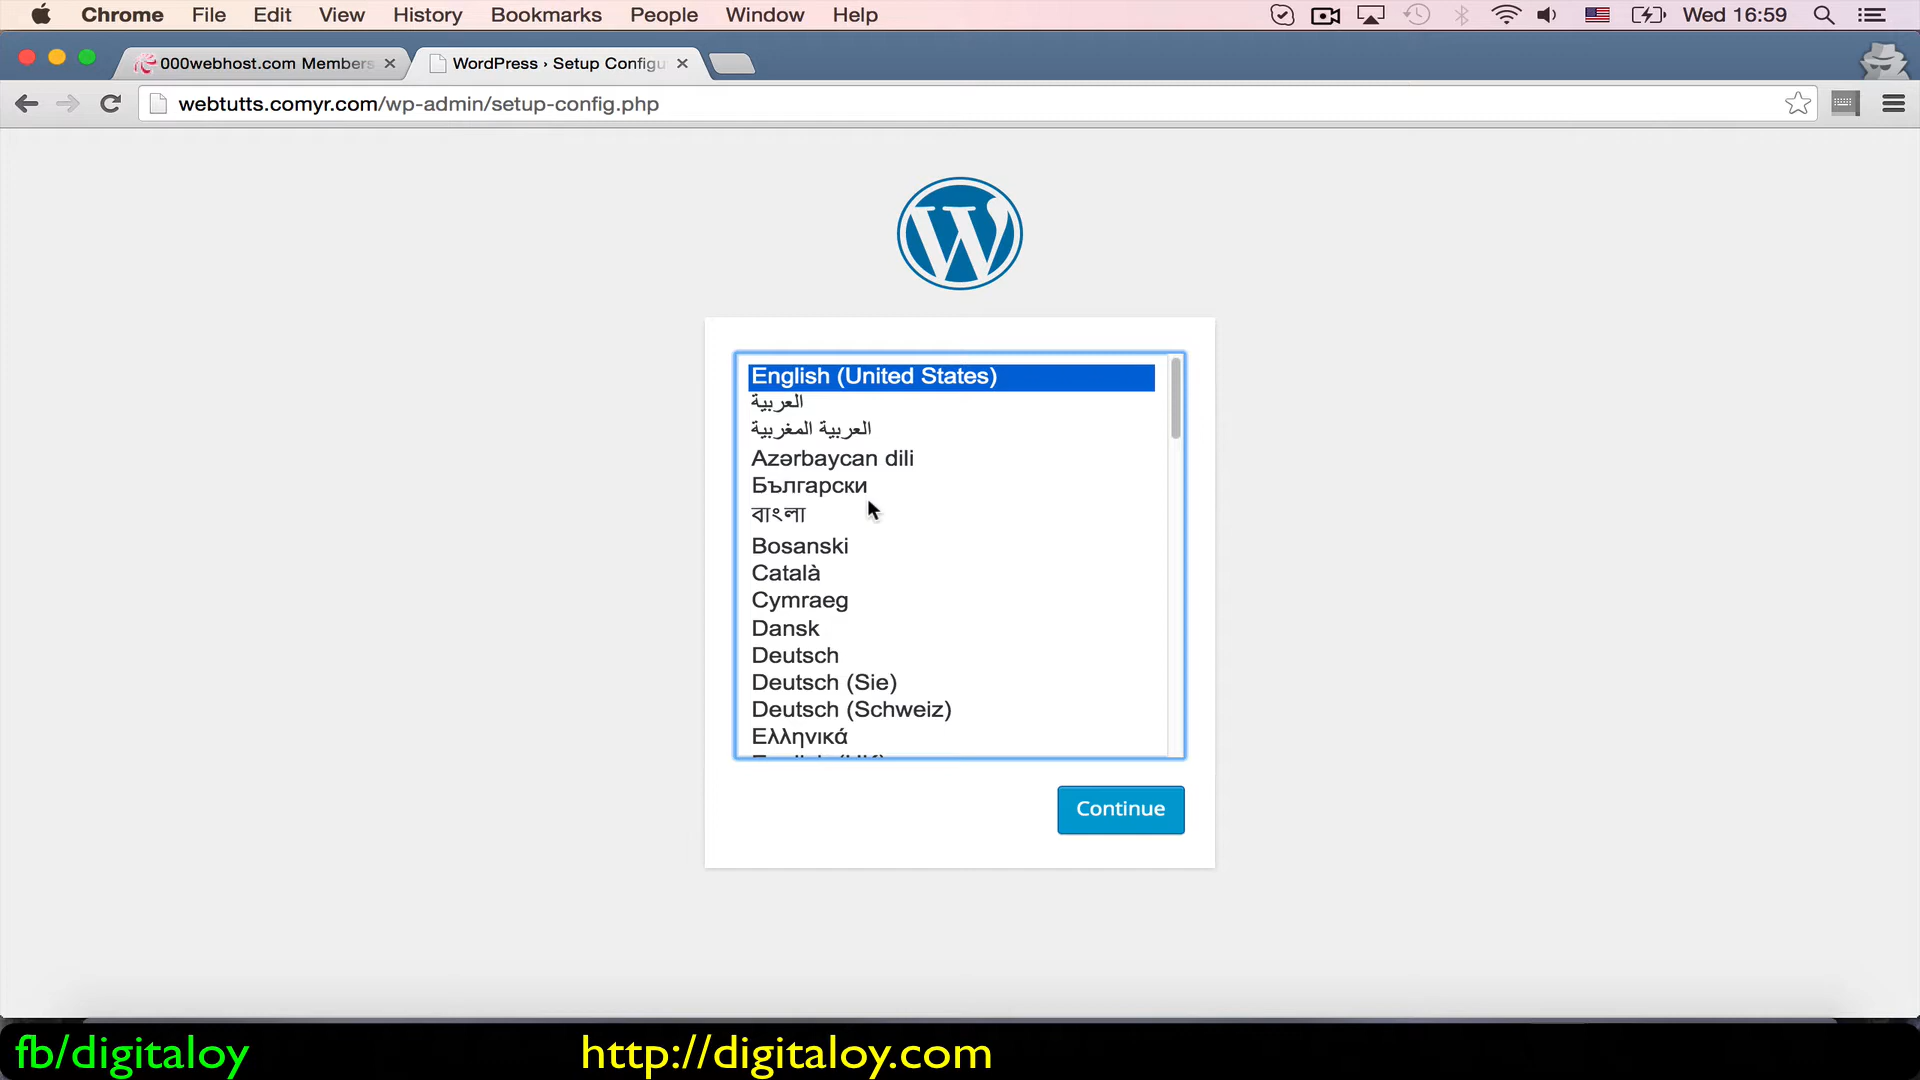 Chrome File Edit View History Bookmarks People Window Help Wed 16:59
000webhost.com Members WordPress › Setup Configu
webtutts.comyr.com/wp-admin/setup-config.php
English (United States)
العربية
العربية المغربية
Azərbaycan dili
Български
বাংলা
Bosanski
Català
Cymraeg
Dansk
Deutsch
Deutsch (Sie)
Deutsch (Schweiz)
Ελληνικά
Continue
fb/digitaloy http://digitaloy.com